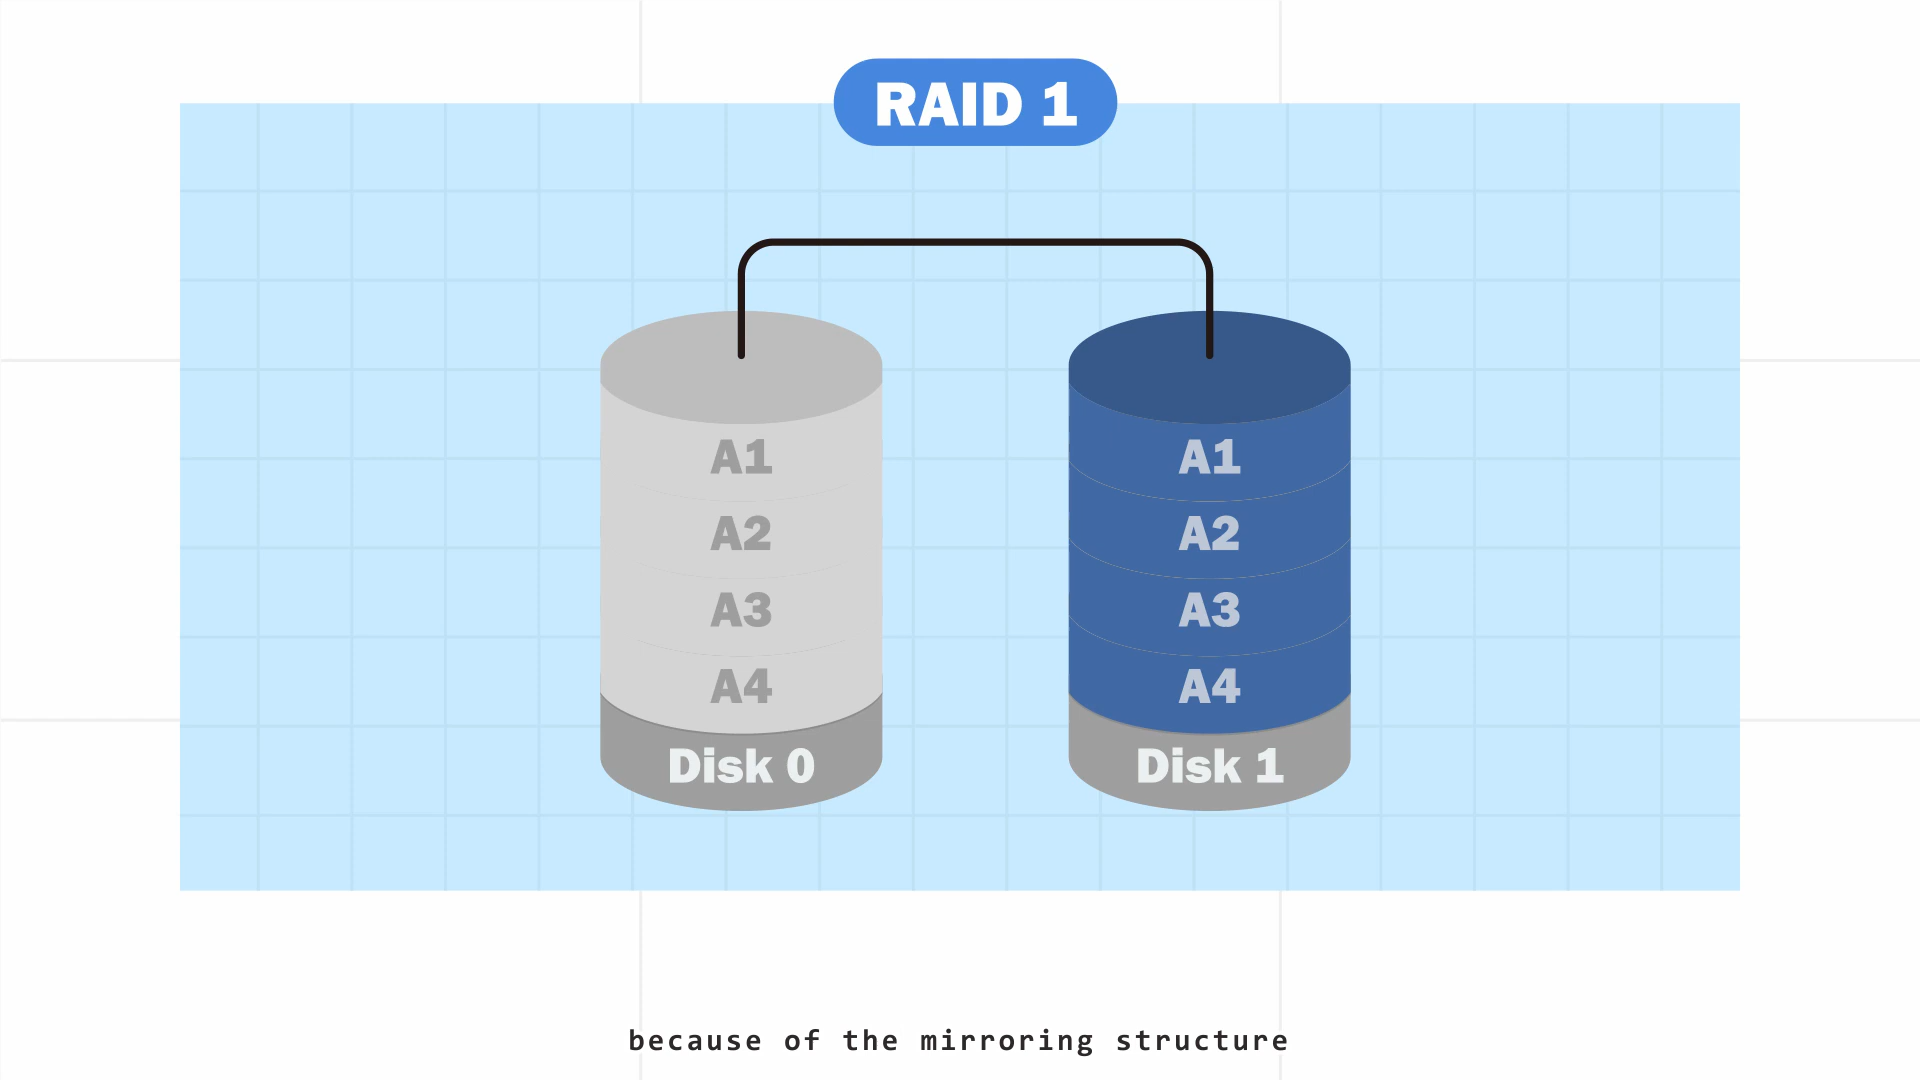 RAID 1
A1
A2
A3
A4
Disk 0
A1
A2
A3
A4
Disk 1
because of the mirroring structure